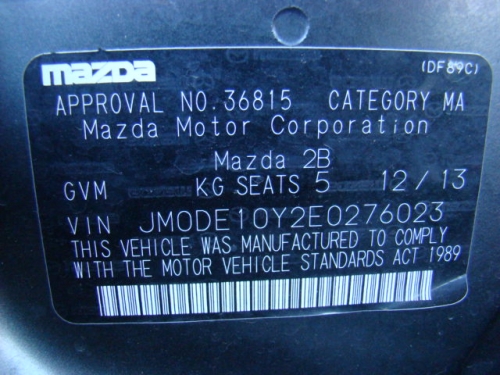 mazDa (DF89C)
APPROVAL NO. 36815 CATEGORY MA
Mazda Motor Corporation
Mazda 2B
GVM KG SEATS 5 12/13
VIN JM0DE10Y2E0276023
THIS VEHICLE WAS MANUFACTURED TO COMPLY
WITH THE MOTOR VEHICLE STANDARDS ACT 1989